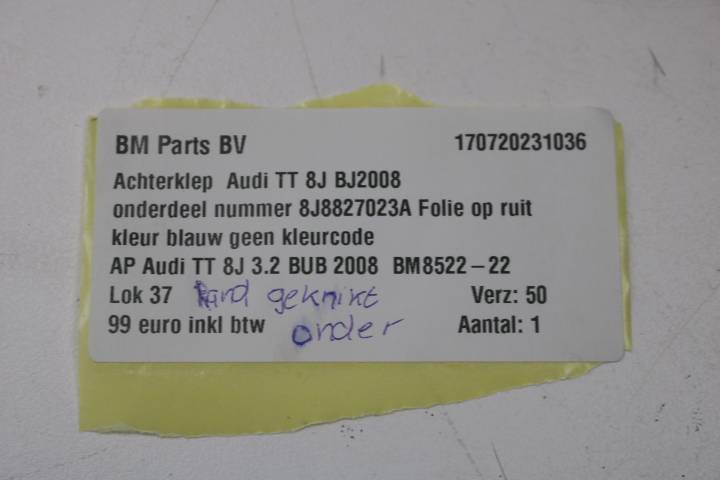 BM Parts BV 170720231036
Achterklep Audi TT 8J BJ2008
onderdeel nummer 8J8827023A Folie op ruit
kleur blauw geen kleurcode
AP Audi TT 8J 3.2 BUB 2008 BM8522-22
Lok 37 Rand geknikt Verz: 50
99 euro inkl btw onder Aantal: 1